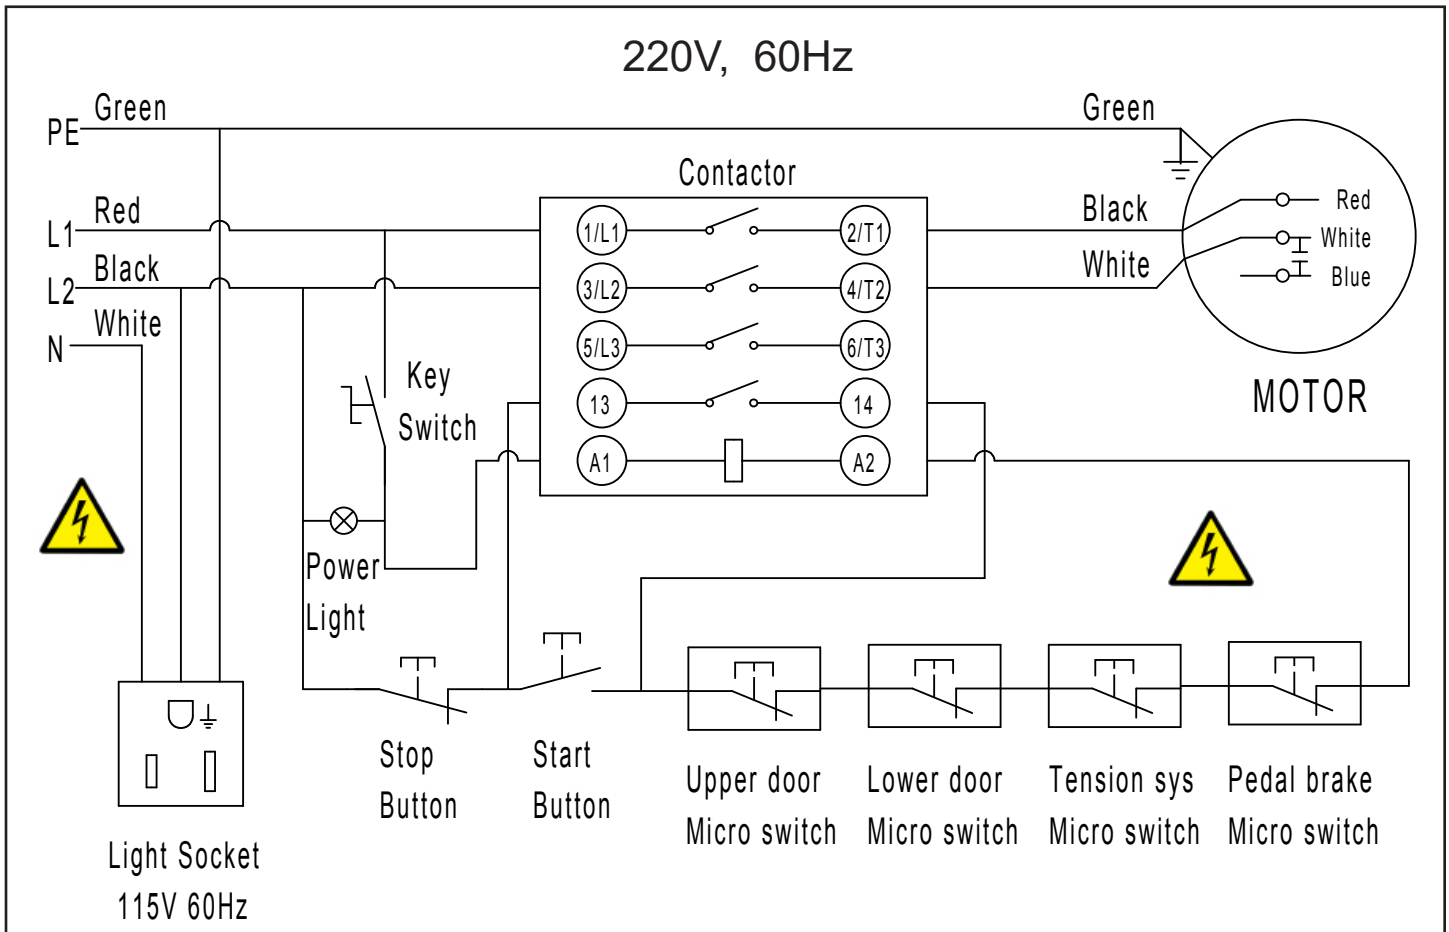 220V, 60Hz
PE Green Green
Contactor
L1 Red 1/L1 2/T1 Black Red
L2 Black 3/L2 4/T2 White White
Blue
N White 5/L3 6/T3
MOTOR
Key
Switch
13 14
A1 A2
Power
Light
Stop
Button
Start
Button
Upper door
Micro switch
Lower door
Micro switch
Tension sys
Micro switch
Pedal brake
Micro switch
Light Socket
115V 60Hz